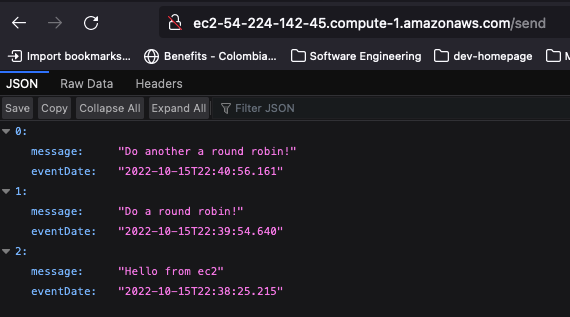 ec2-54-224-142-45.compute-1.amazonaws.com/send
Import bookmarks... Benefits - Colombia... Software Engineering dev-homepage
JSON Raw Data Headers
Save Copy Collapse All Expand All Filter JSON
0:
message: "Do another a round robin!"
eventDate: "2022-10-15T22:40:56.161"
1:
message: "Do a round robin!"
eventDate: "2022-10-15T22:39:54.640"
2:
message: "Hello from ec2"
eventDate: "2022-10-15T22:38:25.215"